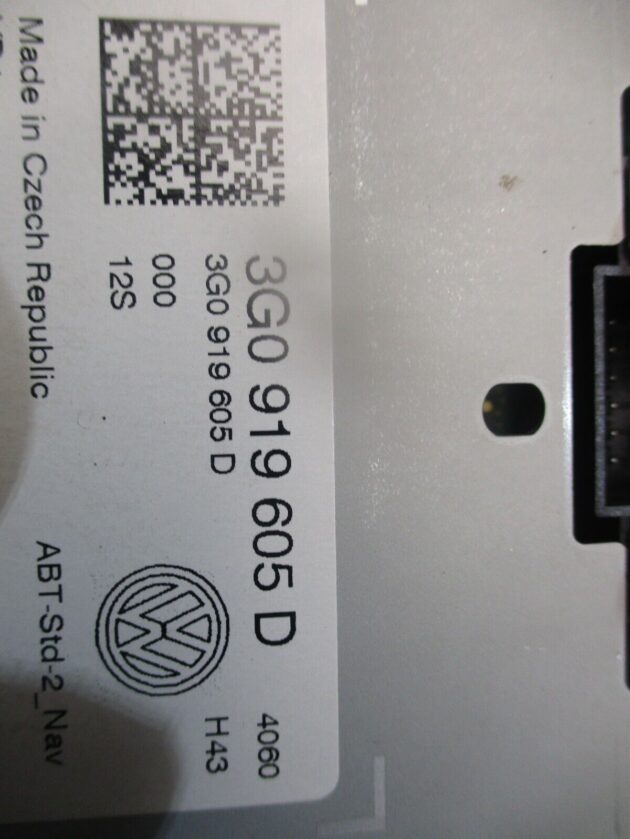 3G0 919 605 D 4060
3G0 919 605 D H43
000
12S
Made in Czech Republic ABT-Std-2_Nav